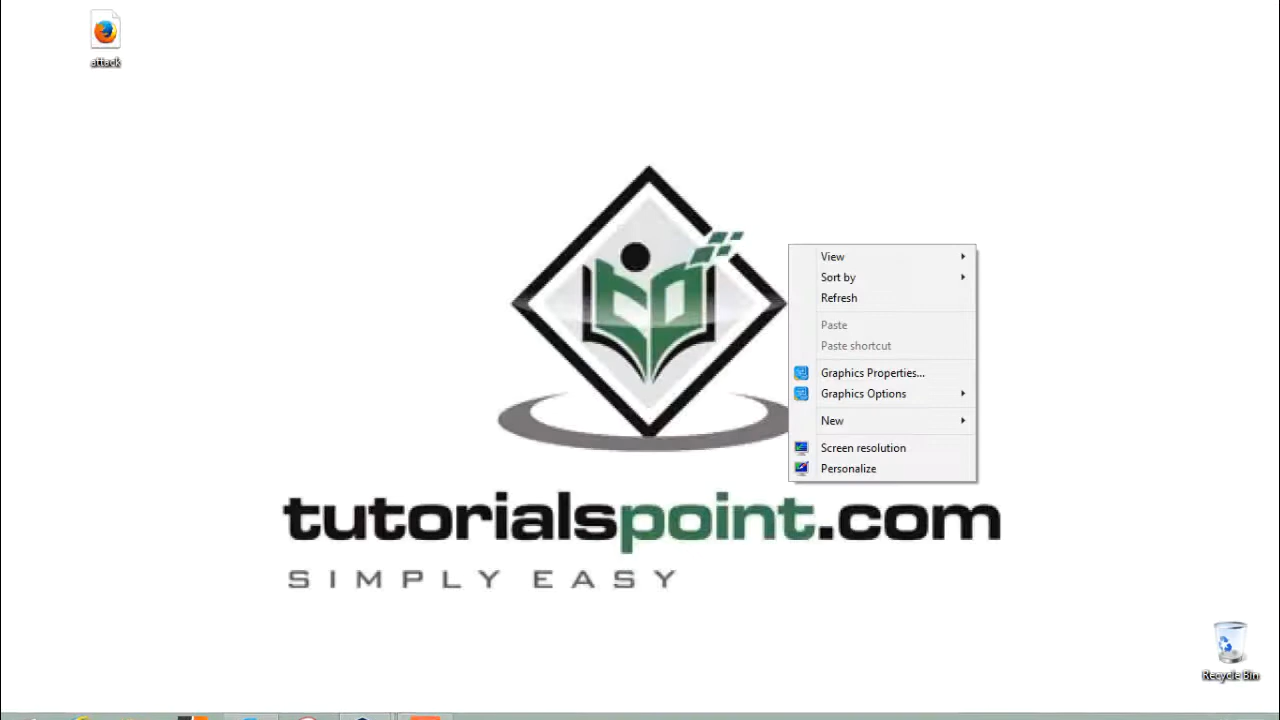 attack
View
Sort by
Refresh
Paste
Paste shortcut
Graphics Properties...
Graphics Options
New
Screen resolution
Personalize
tutorialspoint.com
SIMPLY EASY
Recycle Bin